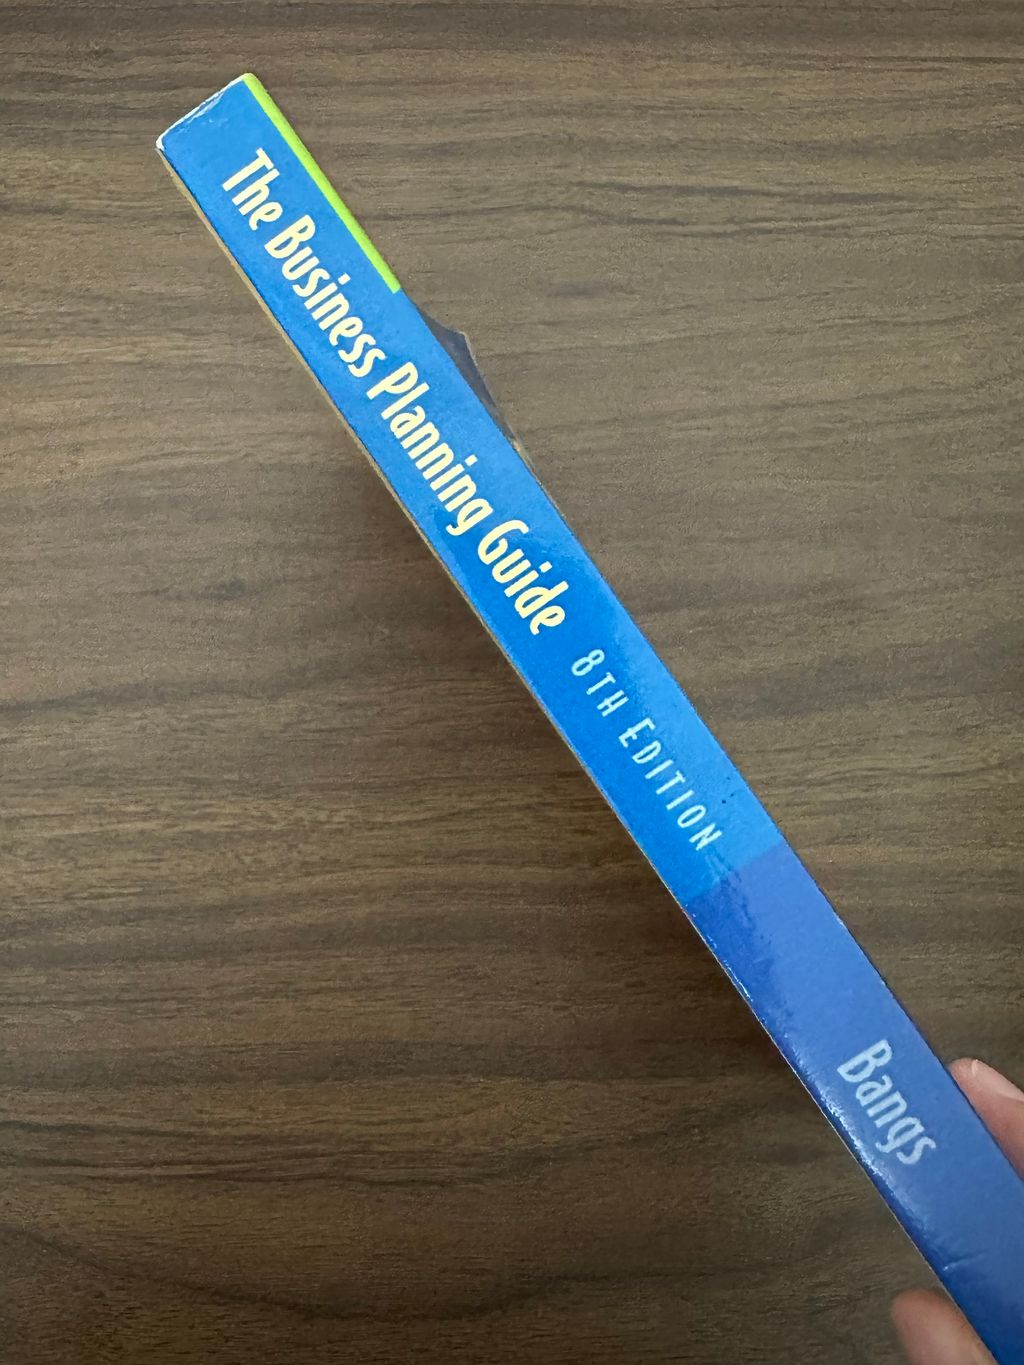 The Business Planning Guide 8TH EDITION Bangs